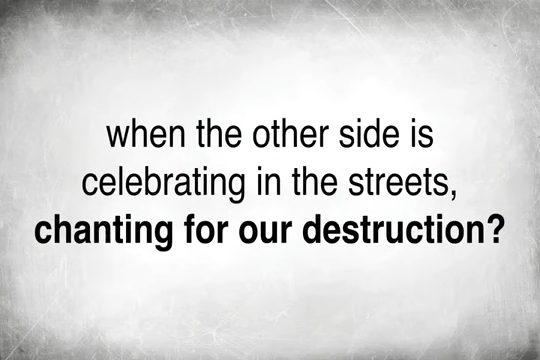 when the other side is
celebrating in the streets,
chanting for our destruction?